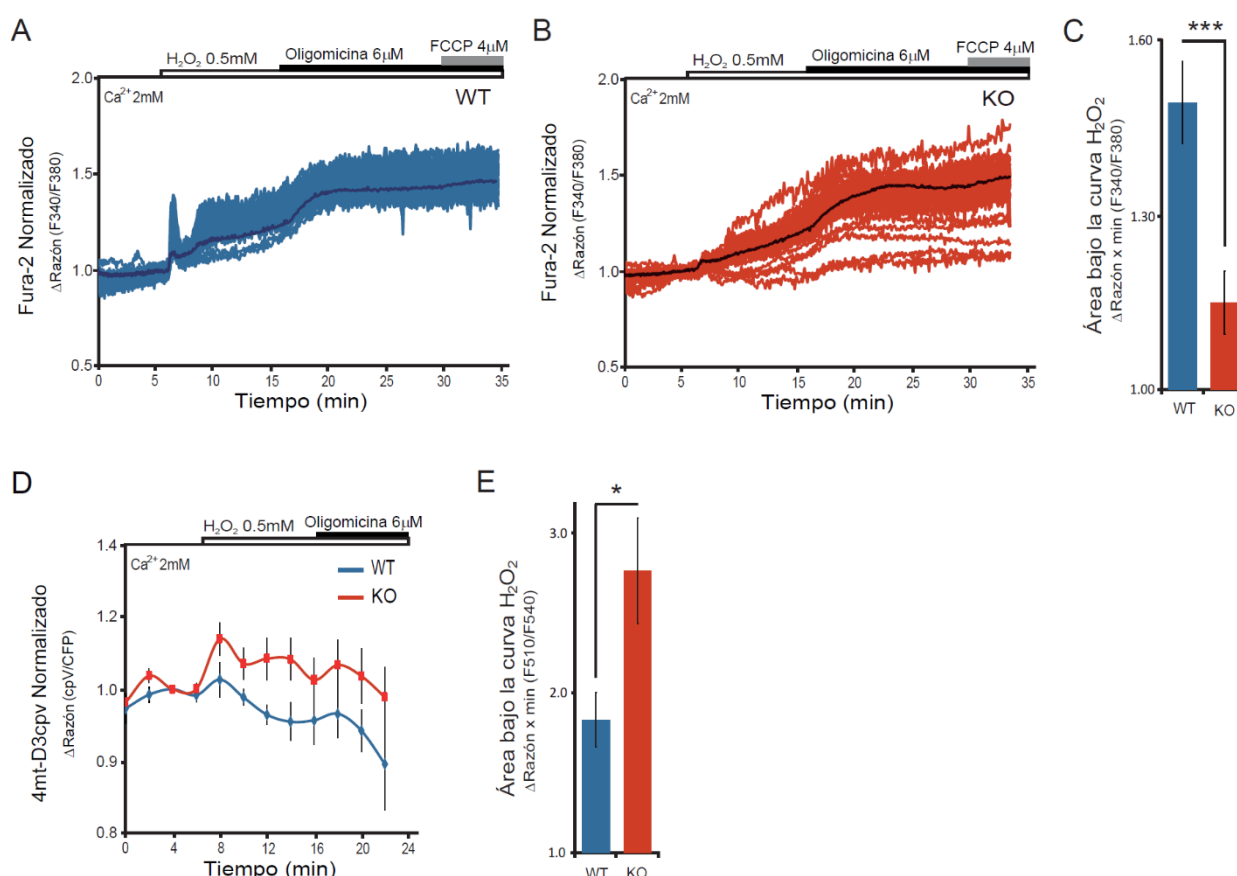 A
H₂O₂ 0.5mM
Oligomicina 6µM
FCCP 4µM
Ca²⁺2mM
WT
Fura-2 Normalizado
ΔRazón (F340/F380)
2.0
1.5
1.0
0.5
0 5 10 15 20 25 30 35
Tiempo (min)
B
H₂O₂ 0.5mM
Oligomicina 6µM
FCCP 4µM
Ca²⁺2mM
KO
Fura-2 Normalizado
ΔRazón (F340/F380)
2.0
1.5
1.0
0.5
0 5 10 15 20 25 30 35
Tiempo (min)
C
***
Área bajo la curva H₂O₂
ΔRazón x min (F340/F380)
1.60
1.30
1.00
WT KO
D
H₂O₂ 0.5mM
Oligomicina 6µM
Ca²⁺2mM
WT
KO
4mt-D3cpv Normalizado
ΔRazón (cpV/CFP)
1.4
1.2
1.0
0.9
0.8
0 4 8 12 16 20 24
Tiempo (min)
E
*
Área bajo la curva H₂O₂
ΔRazón x min (F510/F540)
3.0
2.0
1.0
WT KO